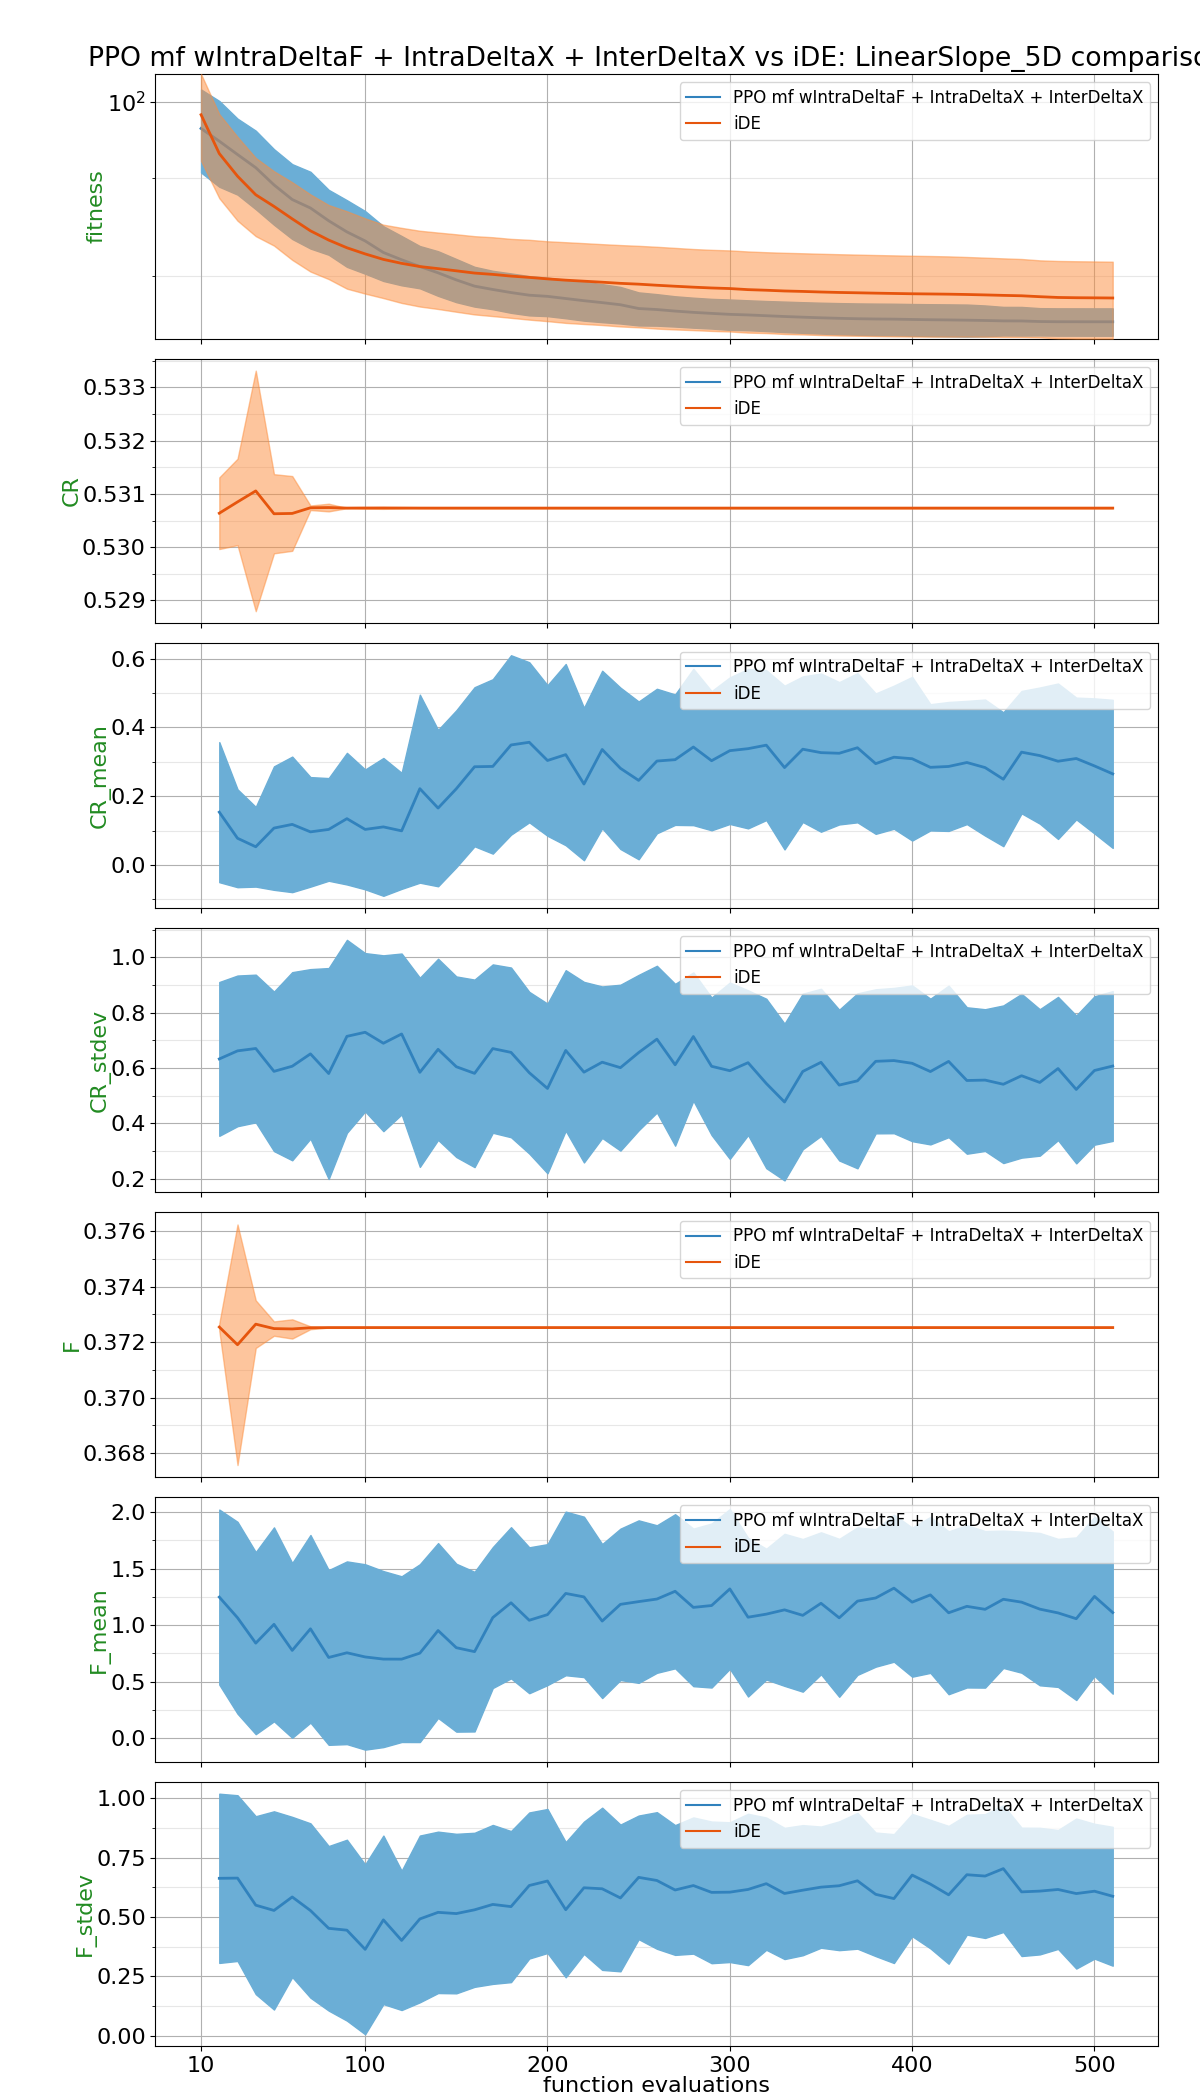 PPO mf wIntraDeltaF + IntraDeltaX + InterDeltaX vs iDE: LinearSlope_5D comparisc
10²
fitness
PPO mf wIntraDeltaF + IntraDeltaX + InterDeltaX
iDE
0.533
0.532
0.531
0.530
0.529
CR
PPO mf wIntraDeltaF + IntraDeltaX + InterDeltaX
iDE
0.6
0.4
0.2
0.0
CR_mean
PPO mf wIntraDeltaF + IntraDeltaX + InterDeltaX
iDE
1.0
0.8
0.6
0.4
0.2
CR_stdev
PPO mf wIntraDeltaF + IntraDeltaX + InterDeltaX
iDE
0.376
0.374
0.372
0.370
0.368
F
PPO mf wIntraDeltaF + IntraDeltaX + InterDeltaX
iDE
2.0
1.5
1.0
0.5
0.0
F_mean
PPO mf wIntraDeltaF + IntraDeltaX + InterDeltaX
iDE
1.00
0.75
0.50
0.25
0.00
F_stdev
PPO mf wIntraDeltaF + IntraDeltaX + InterDeltaX
iDE
10 100 200 300 400 500
function evaluations